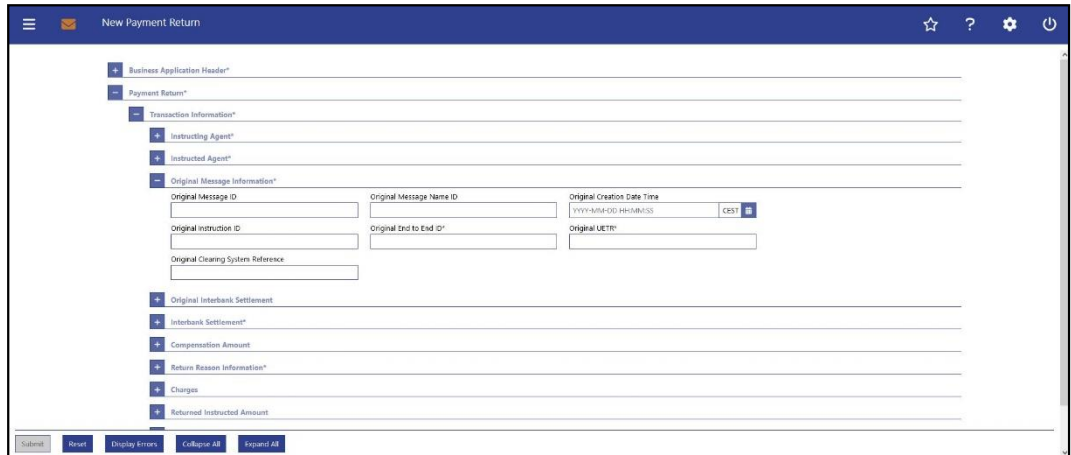 New Payment Return ?
+ Business Application Header*
− Payment Return*
− Transaction Information*
+ Instructing Agent*
+ Instructed Agent*
− Original Message Information*
Original Message ID Original Message Name ID Original Creation Date Time
YYYY-MM-DD HH:MM:SS CEST
Original Instruction ID Original End to End ID* Original UETR*
Original Clearing System Reference
+ Original Interbank Settlement
+ Interbank Settlement*
+ Compensation Amount
+ Return Reason Information*
+ Charges
+ Returned Instructed Amount
Submit Reset Display Errors Collapse All Expand All